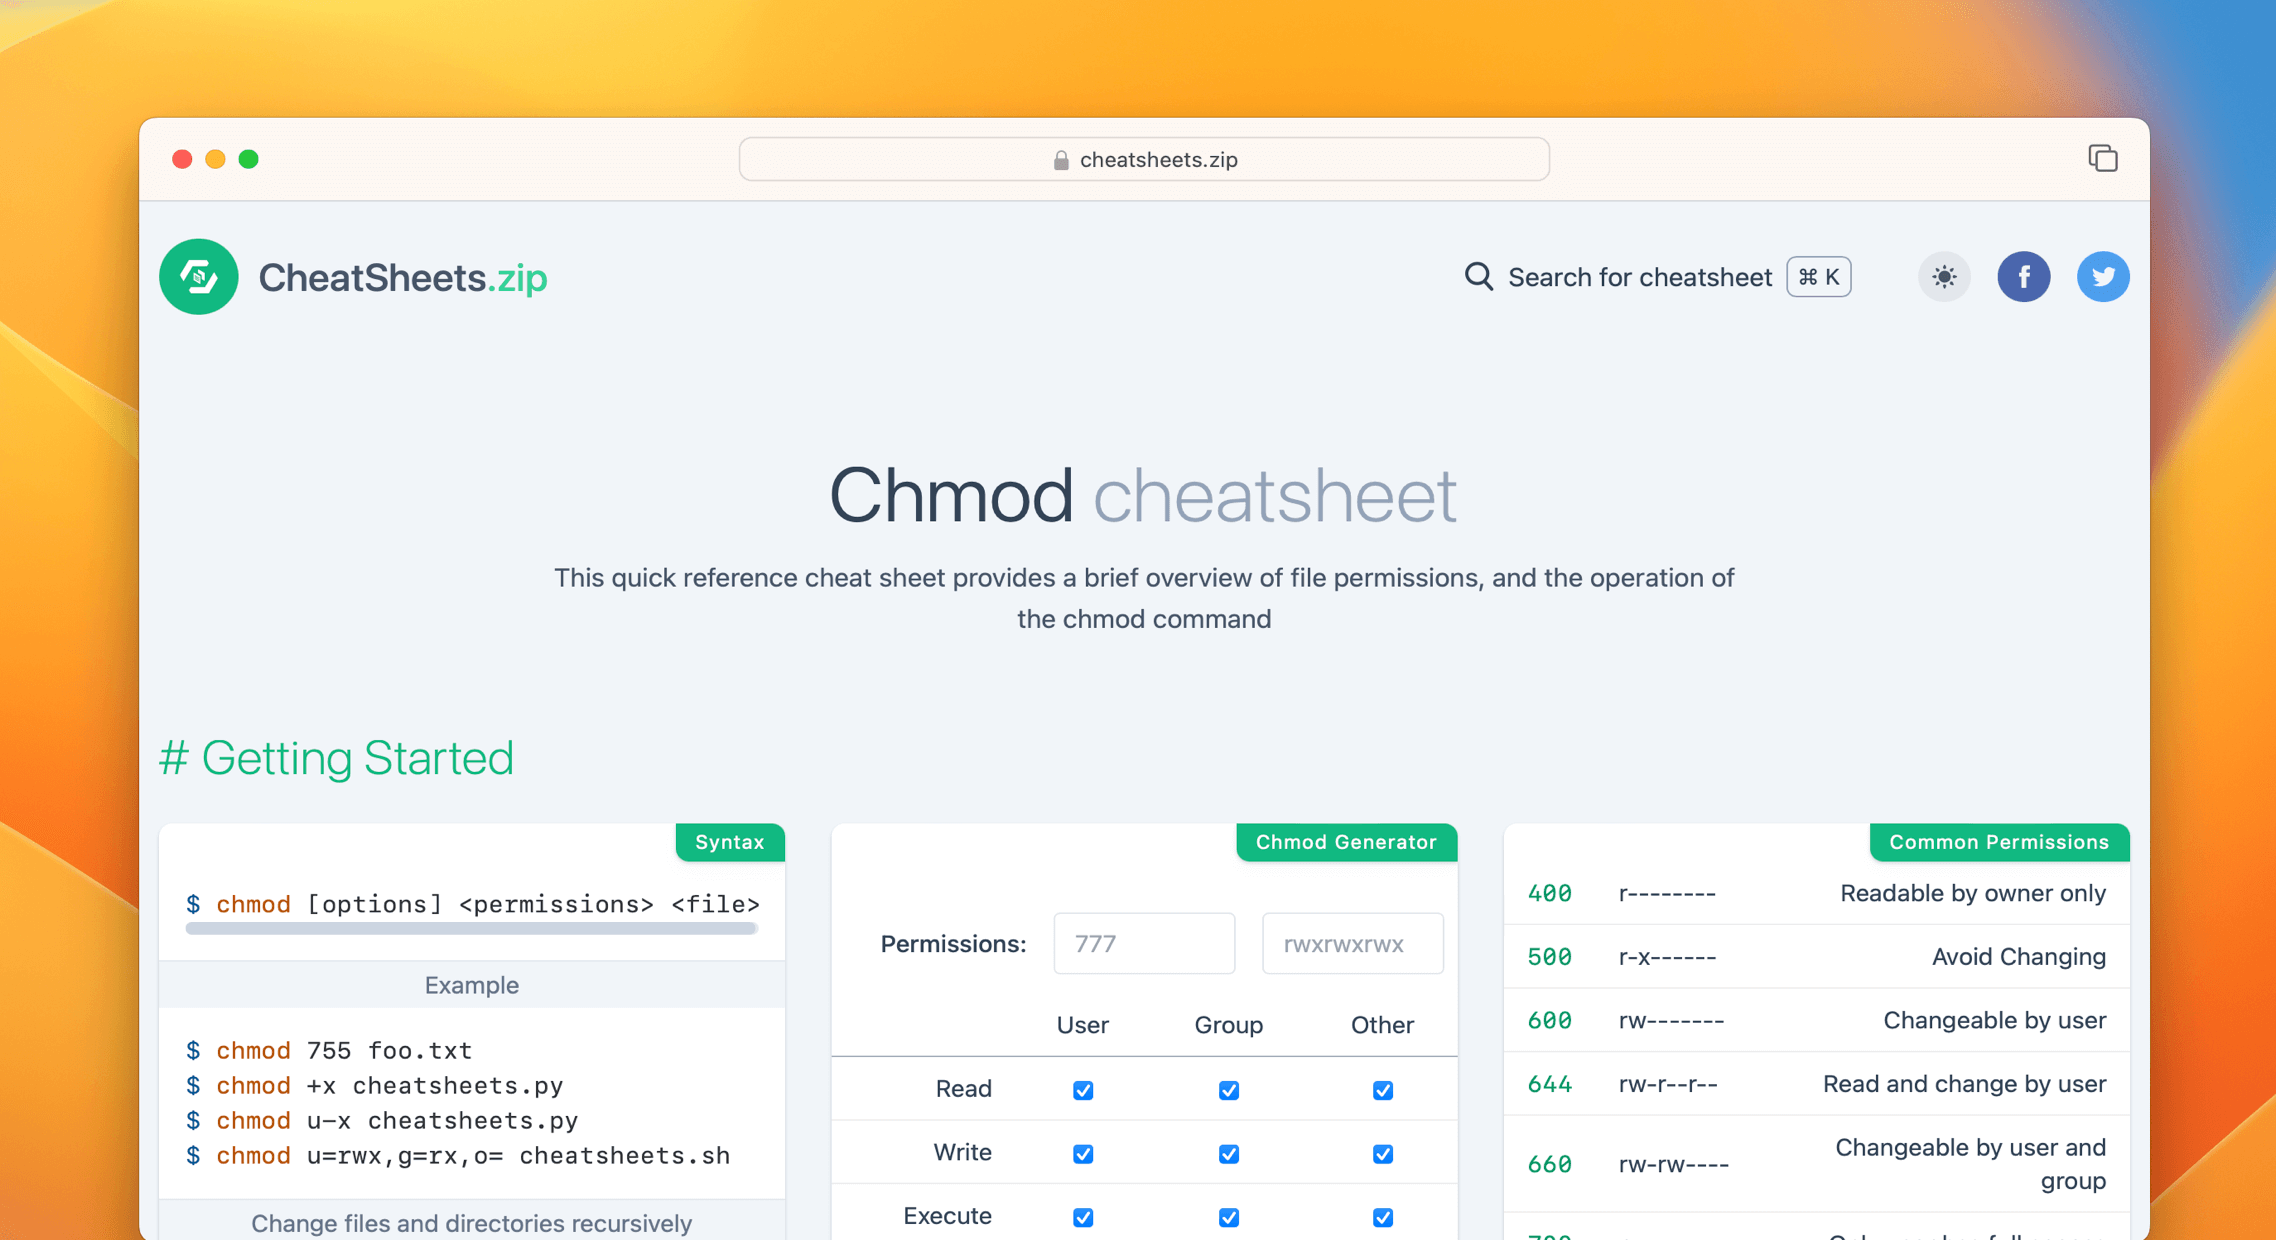 cheatsheets.zip
CheatSheets.zip
Search for cheatsheet ⌘ K
Chmod cheatsheet
This quick reference cheat sheet provides a brief overview of file permissions, and the operation of
the chmod command
# Getting Started
Syntax
$ chmod [options] <permissions> <file>
Example
$ chmod 755 foo.txt
$ chmod +x cheatsheets.py
$ chmod u-x cheatsheets.py
$ chmod u=rwx,g=rx,o= cheatsheets.sh
Change files and directories recursively
Chmod Generator
Permissions: 777 rwxrwxrwx
User Group Other
Read
Write
Execute
Common Permissions
400 r-------- Readable by owner only
500 r-x------ Avoid Changing
600 rw------- Changeable by user
644 rw-r--r-- Read and change by user
660 rw-rw---- Changeable by user and
group